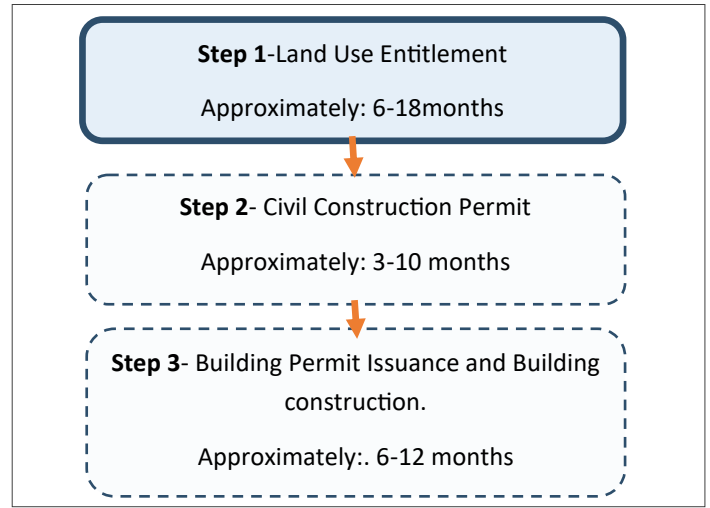 Step 1-Land Use Entitlement
Approximately: 6-18months
Step 2- Civil Construction Permit
Approximately: 3-10 months
Step 3- Building Permit Issuance and Building
construction.
Approximately:. 6-12 months